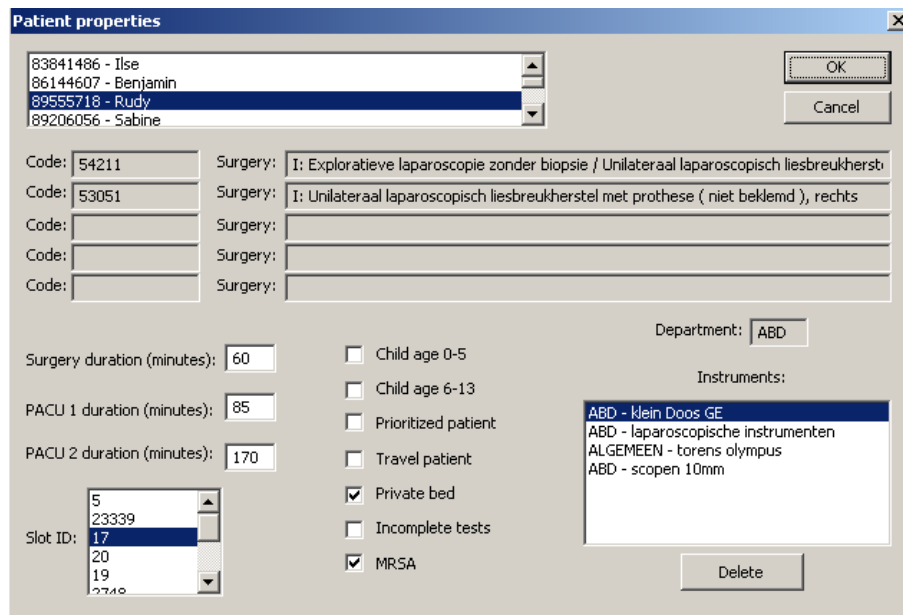 Patient properties
83841486 - Ilse
86144607 - Benjamin
89555718 - Rudy
89206056 - Sabine
OK
Cancel
Code: 54211 Surgery: I: Exploratieve laparoscopie zonder biopsie / Unilateraal laparoscopisch liesbreukherst
Code: 53051 Surgery: I: Unilateraal laparoscopisch liesbreukherstel met prothese ( niet beklemd ), rechts
Code: Surgery:
Code: Surgery:
Code: Surgery:
Surgery duration (minutes): 60
PACU 1 duration (minutes): 85
PACU 2 duration (minutes): 170
Slot ID:
5
23339
17
20
19
2748
Child age 0-5
Child age 6-13
Prioritized patient
Travel patient
Private bed
Incomplete tests
MRSA
Department: ABD
Instruments:
ABD - klein Doos GE
ABD - laparoscopische instrumenten
ALGEMEEN - torens olympus
ABD - scopen 10mm
Delete